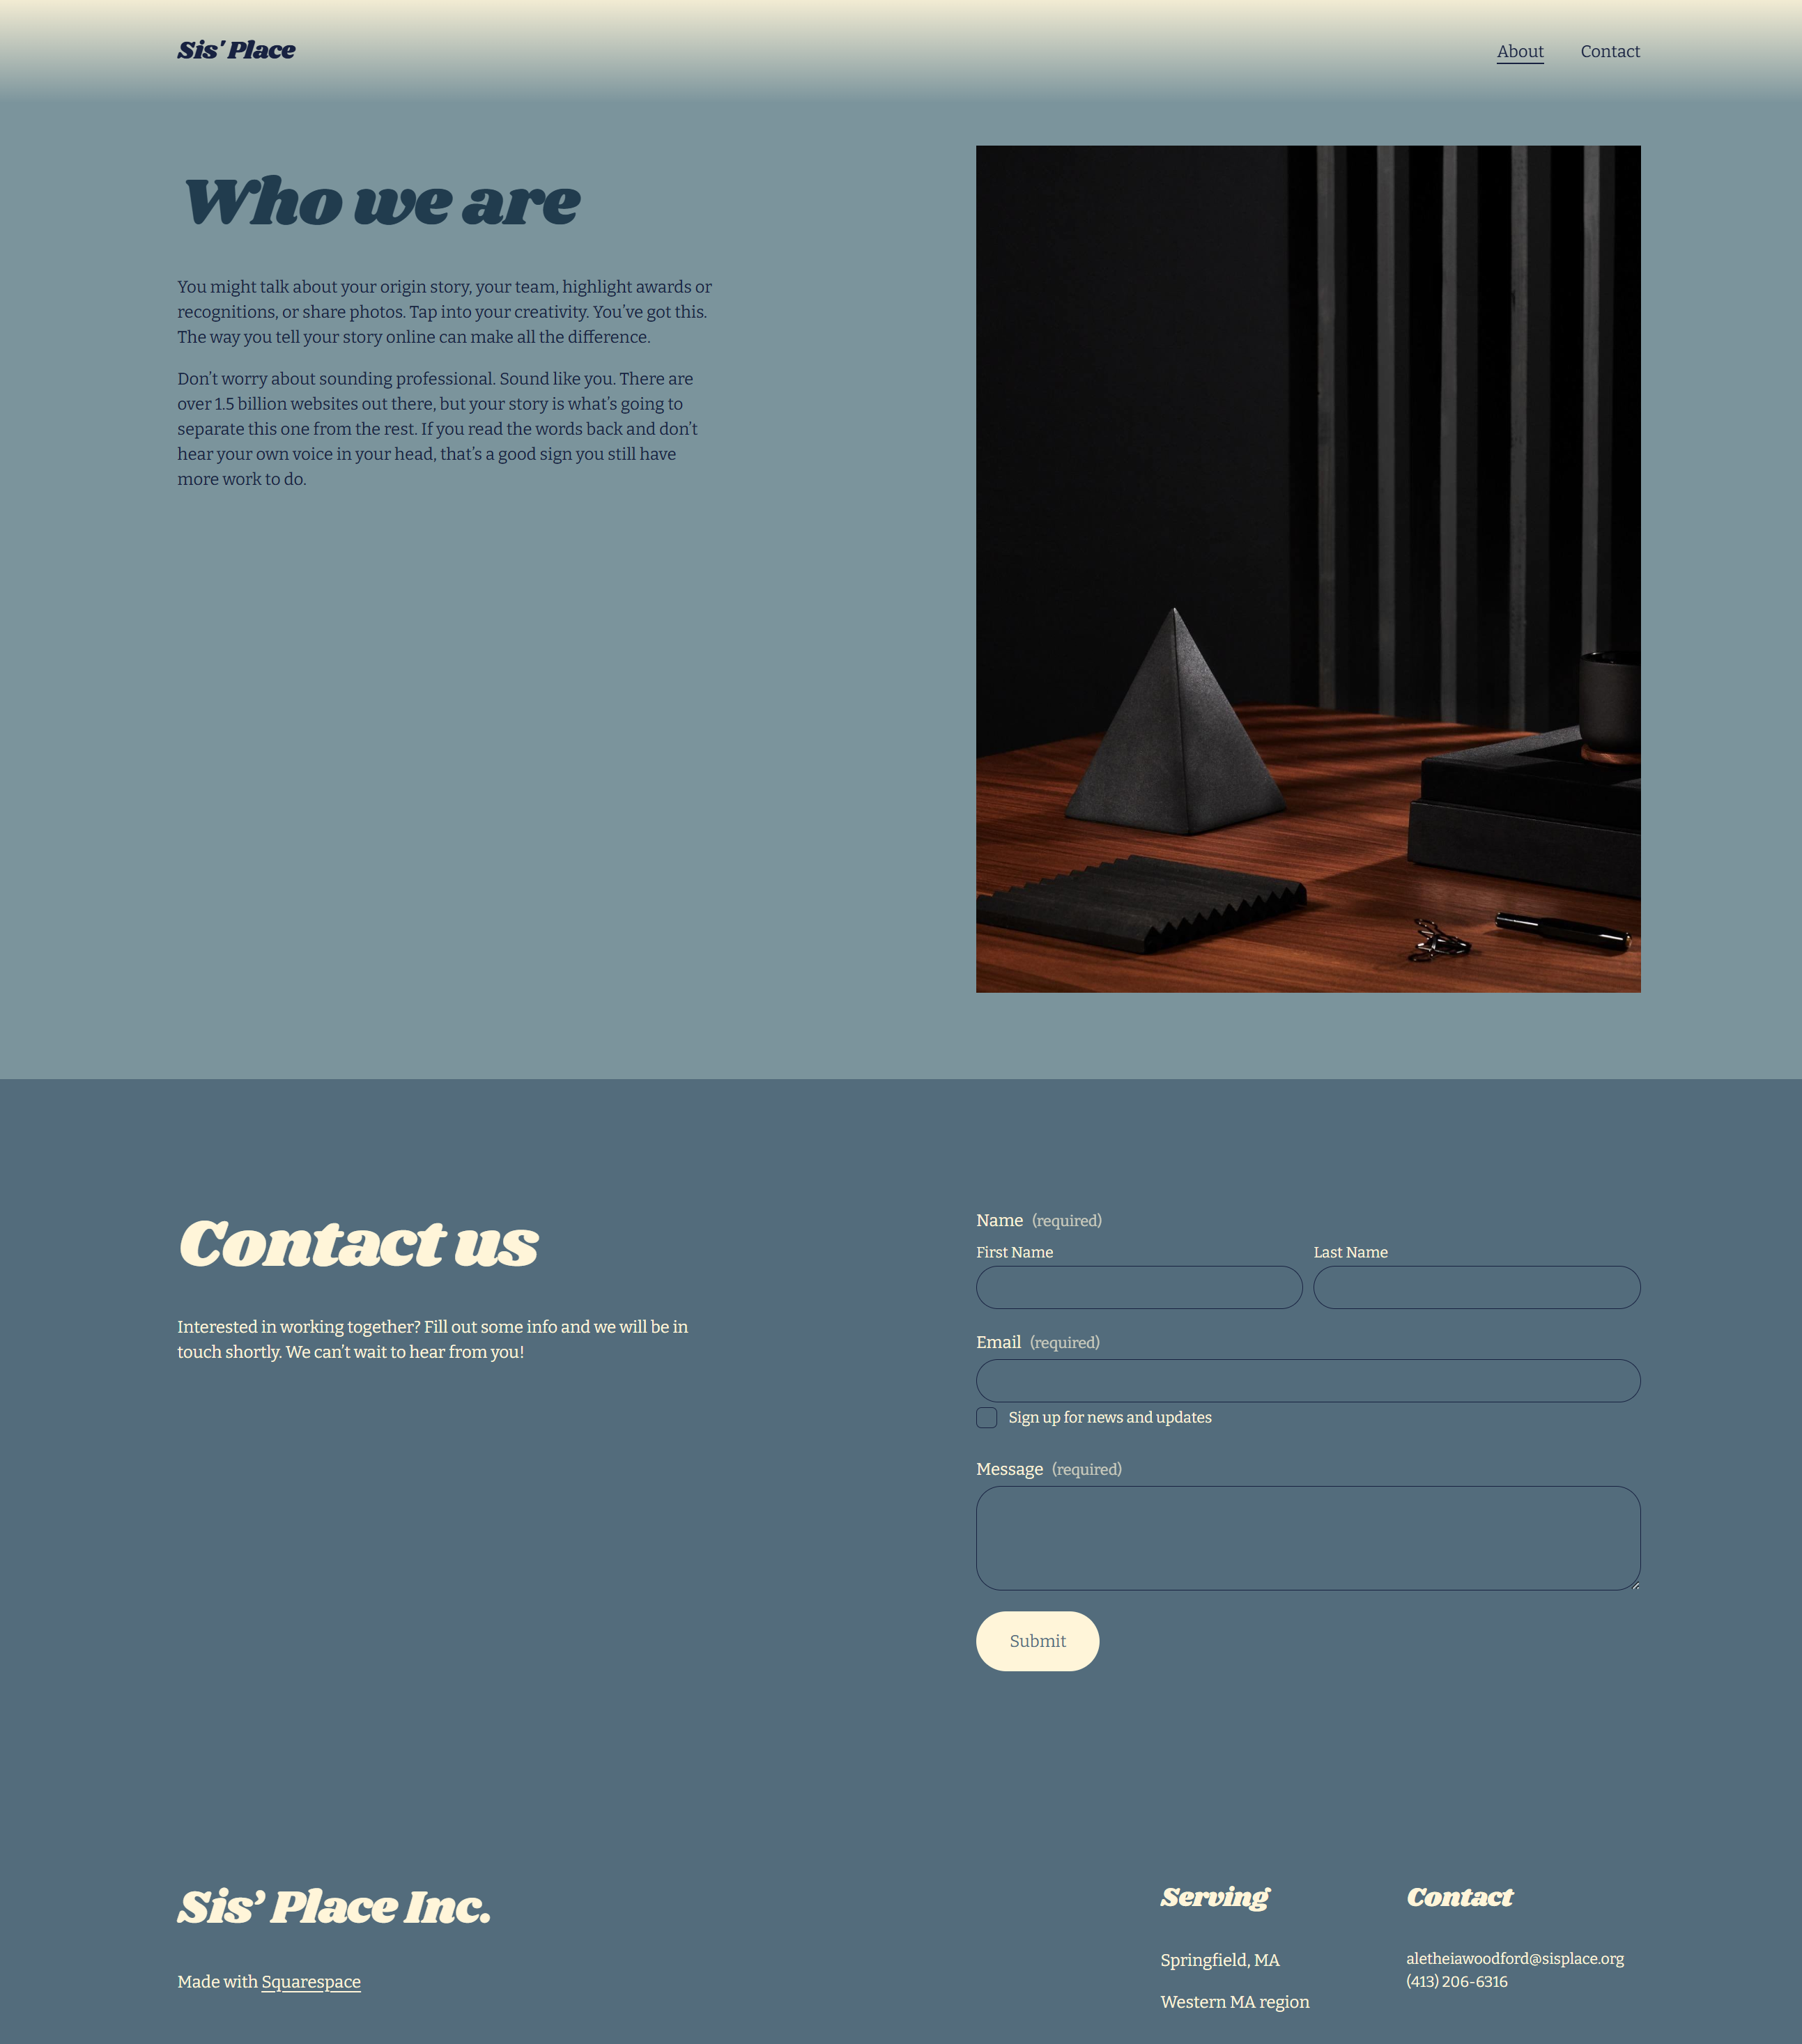 Sis' Place
About
Contact
Who we are
You might talk about your origin story, your team, highlight awards or
recognitions, or share photos. Tap into your creativity. You’ve got this.
The way you tell your story online can make all the difference.
Don’t worry about sounding professional. Sound like you. There are
over 1.5 billion websites out there, but your story is what’s going to
separate this one from the rest. If you read the words back and don’t
hear your own voice in your head, that’s a good sign you still have
more work to do.
Contact us
Interested in working together? Fill out some info and we will be in
touch shortly. We can’t wait to hear from you!
Name (required)
First Name
Last Name
Email (required)
Sign up for news and updates
Message (required)
Submit
Sis’ Place Inc.
Made with Squarespace
Serving
Springfield, MA
Western MA region
Contact
aletheiawoodford@sisplace.org
(413) 206-6316